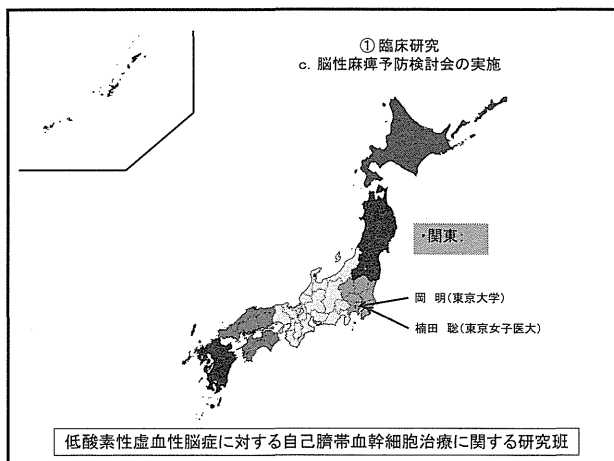 ① 臨床研究
c. 脳性麻痺予防検討会の実施
・関東：
岡　明（東京大学）
楠田　聡（東京女子医大）
低酸素性虚血性脳症に対する自己臍帯血幹細胞治療に関する研究班